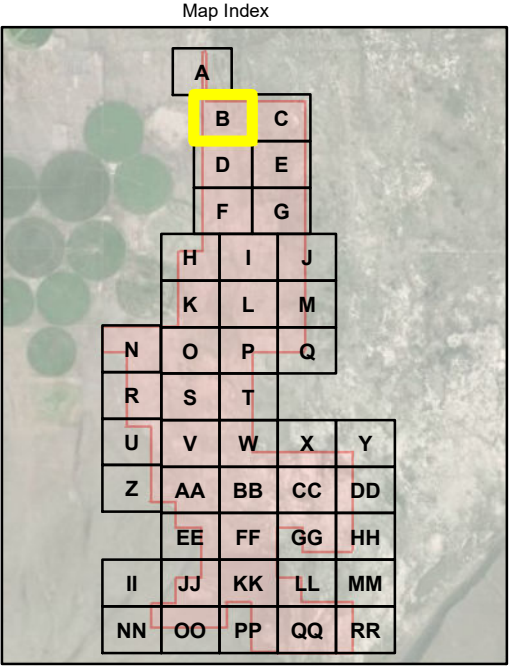 Map Index
A
B C
D E
F G
H I J
K L M
N O P Q
R S T
U V W X Y
Z AA BB CC DD
EE FF GG HH
II JJ KK LL MM
NN OO PP QQ RR